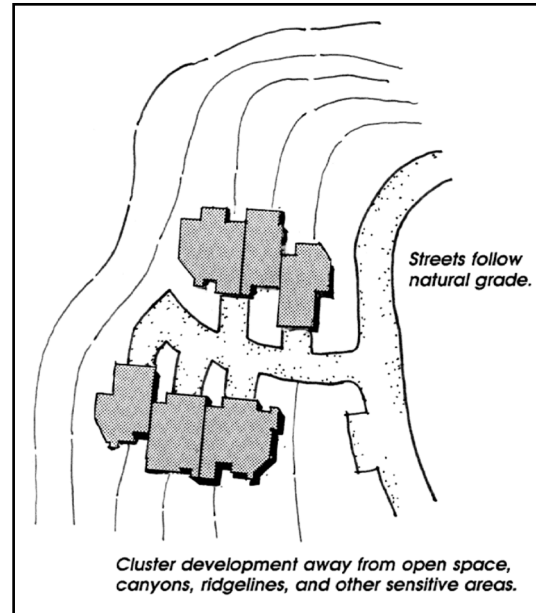 Streets follow
natural grade.
Cluster development away from open space,
canyons, ridgelines, and other sensitive areas.